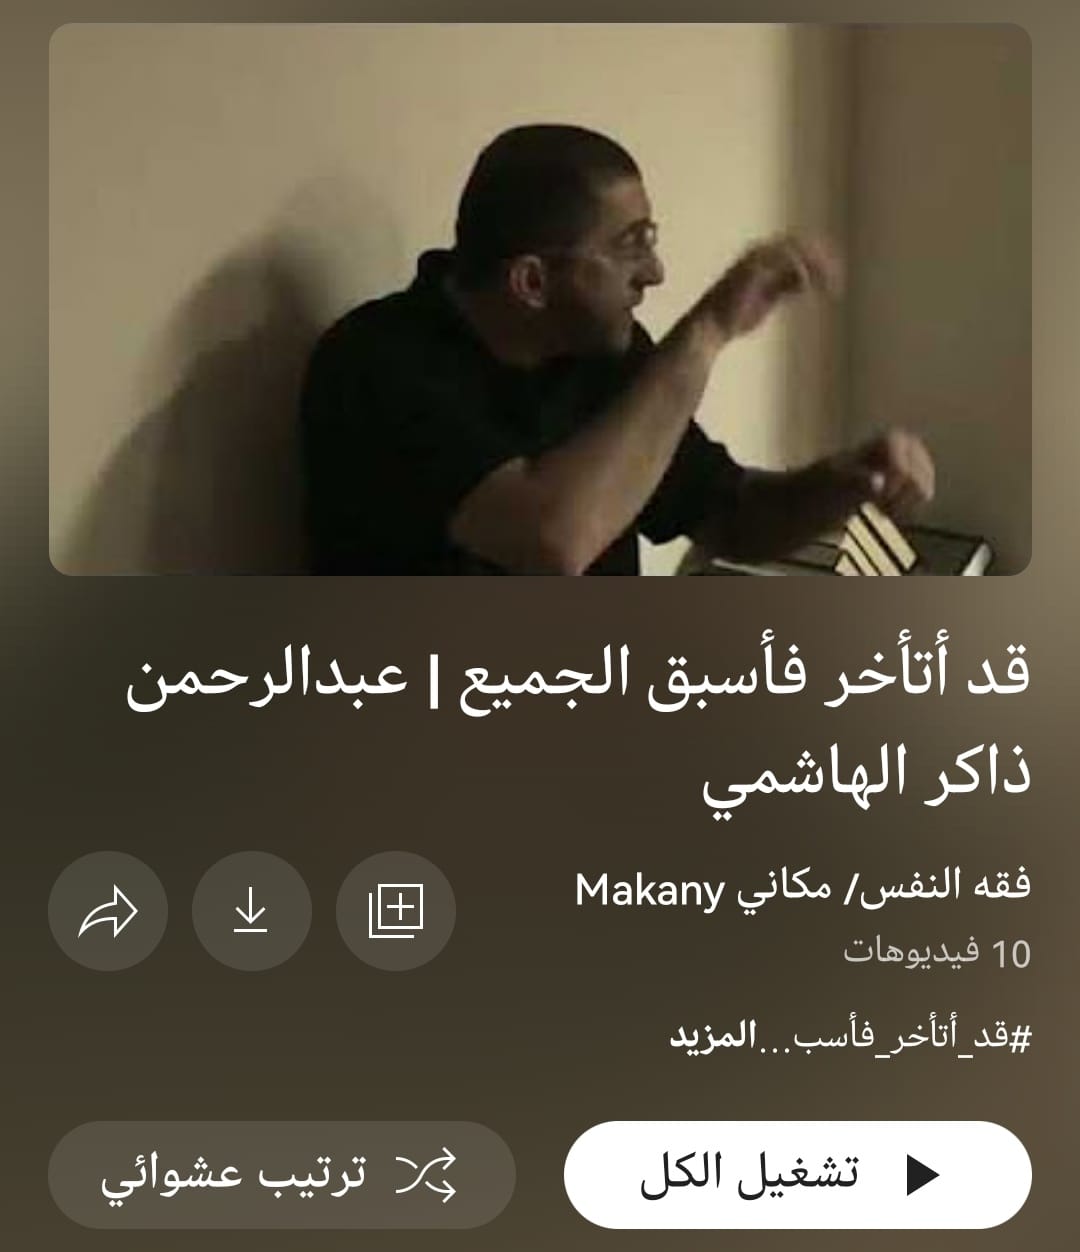 قد أتأخر فأسبق الجميع | عبدالرحمن
ذاكر الهاشمي
فقه النفس/ مكاني Makany
10 فيديوهات
#قد_أتأخر_فأسب...المزيد
تشغيل الكل
ترتيب عشوائي